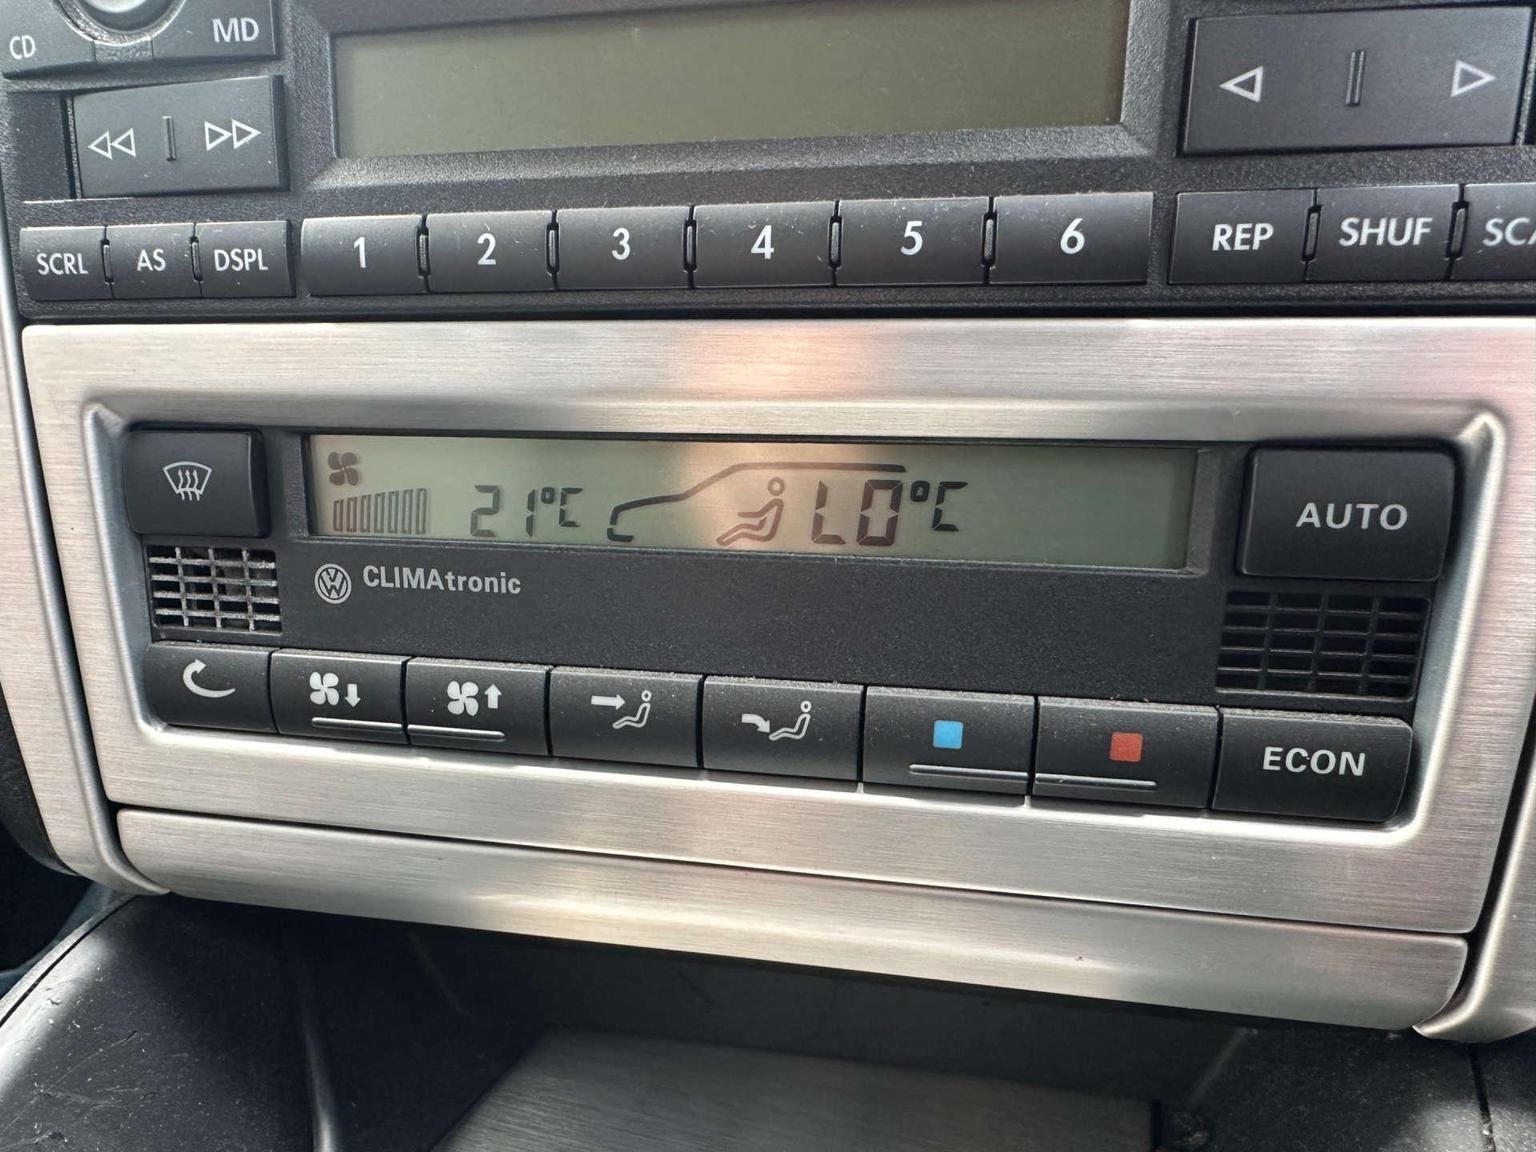 CD MD
SCRL AS DSPL 1 2 3 4 5 6 REP SHUF
21°C LO°C
AUTO
CLIMAtronic
ECON